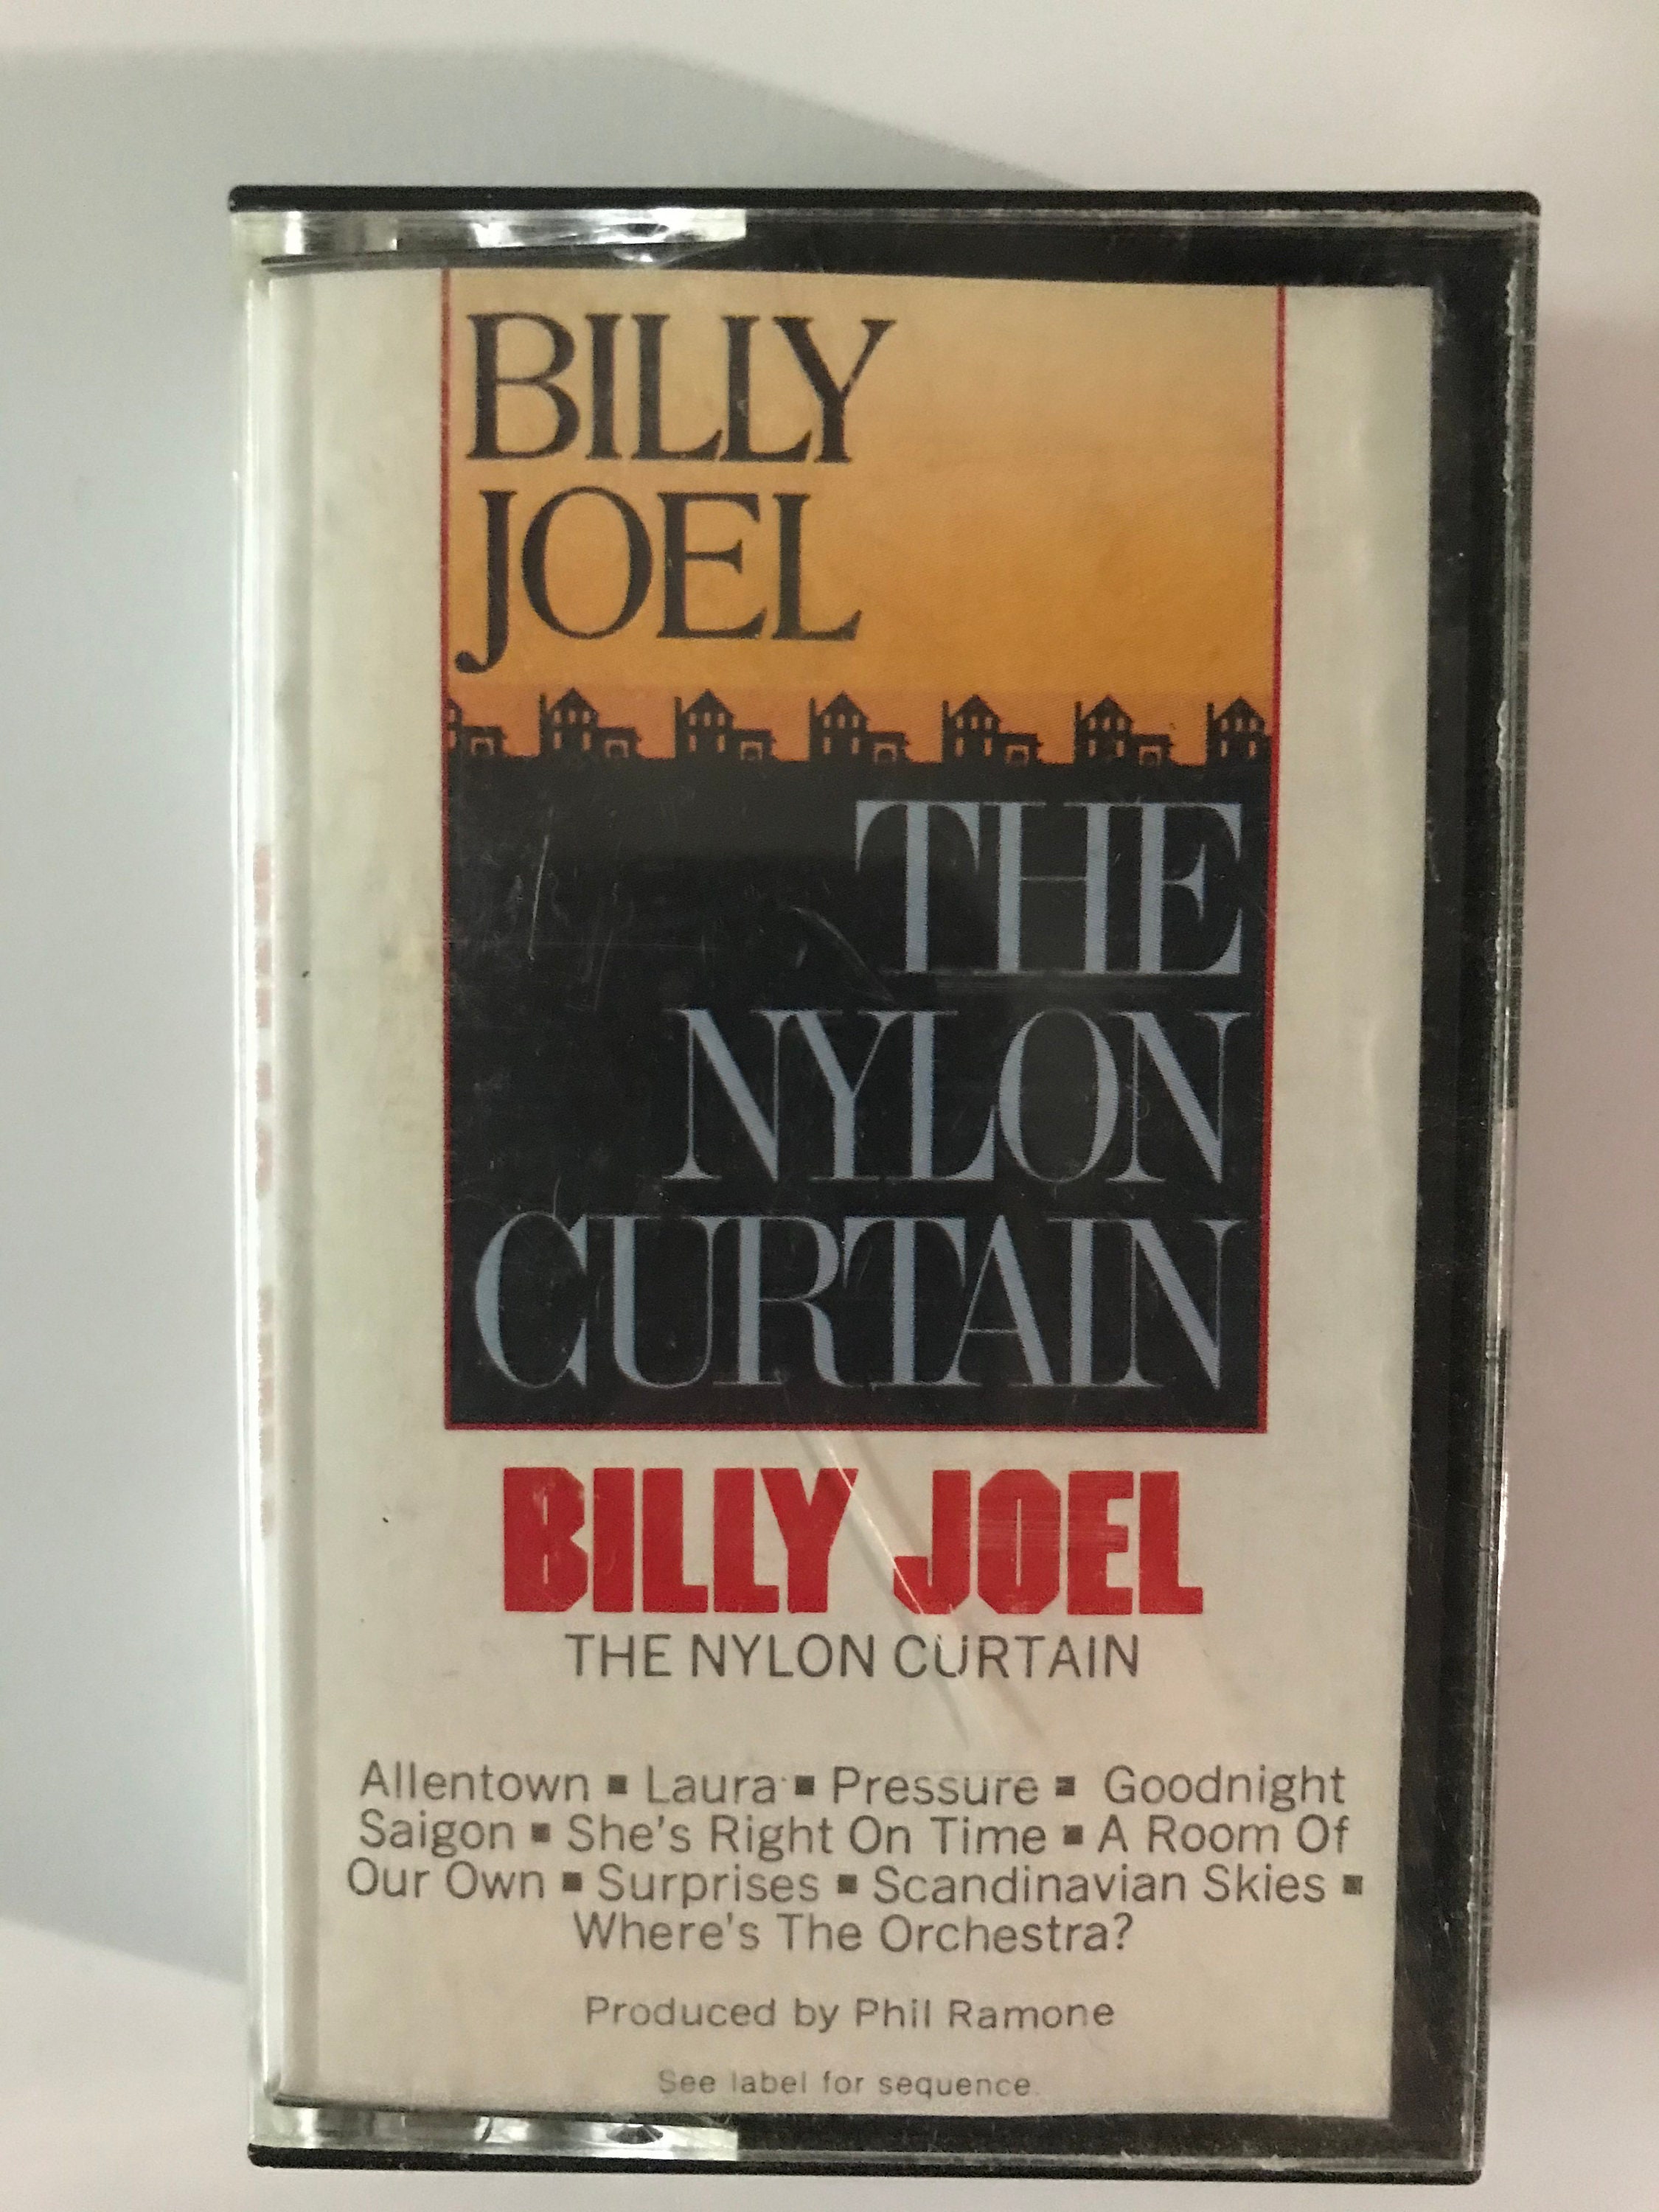 BILLY
JOEL
THE
NYLON
CURTAIN
BILLY JOEL
THE NYLON CURTAIN
Allentown ▪ Laura ▪ Pressure ▪ Goodnight
Saigon ▪ She's Right On Time ▪ A Room Of
Our Own ▪ Surprises ▪ Scandinavian Skies ▪
Where's The Orchestra?
Produced by Phil Ramone
See label for sequence.